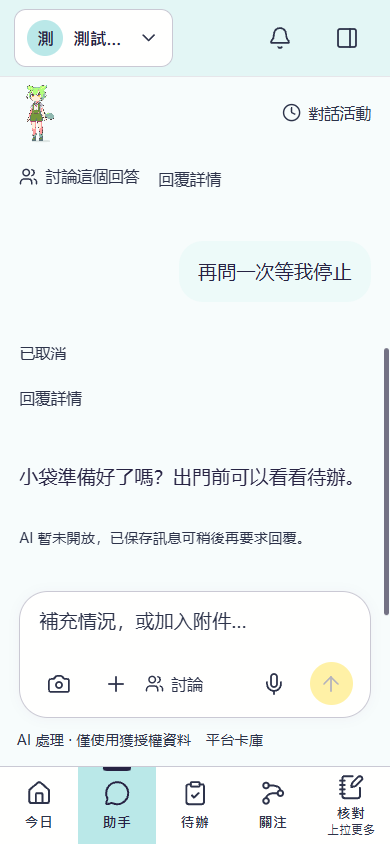 測 測試...
對話活動
討論這個回答 回覆詳情
再問一次等我停止
已取消
回覆詳情
小袋準備好了嗎？出門前可以看看待辦。
AI 暫未開放，已保存訊息可稍後再要求回覆。
補充情況，或加入附件...
討論
AI 處理 · 僅使用獲授權資料 平台卡庫
今日 助手 待辦 關注 核對
上拉更多